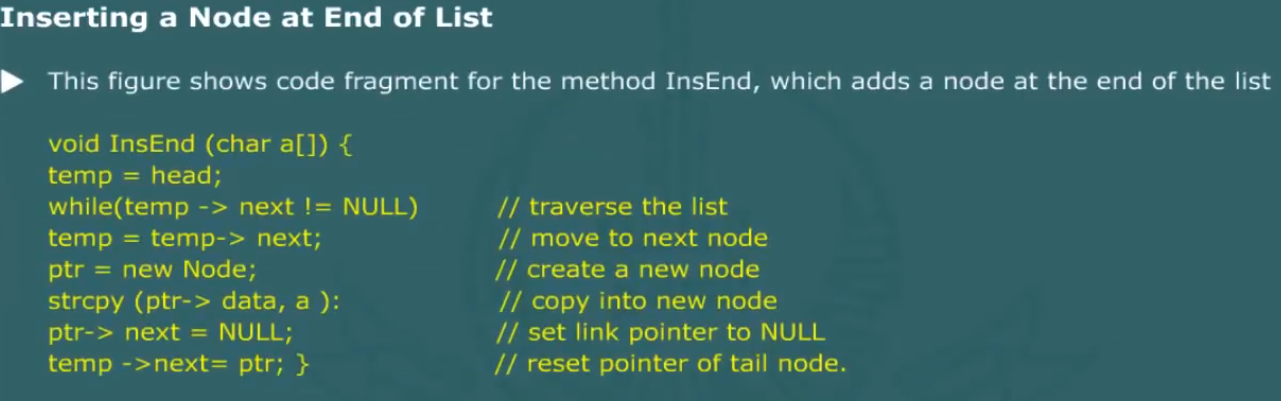 Inserting a Node at End of List
This figure shows code fragment for the method InsEnd, which adds a node at the end of the list
void InsEnd (char a[]) {
temp = head;
while(temp -> next != NULL) // traverse the list
temp = temp-> next; // move to next node
ptr = new Node; // create a new node
strcpy (ptr-> data, a ): // copy into new node
ptr-> next = NULL; // set link pointer to NULL
temp ->next= ptr; } // reset pointer of tail node.